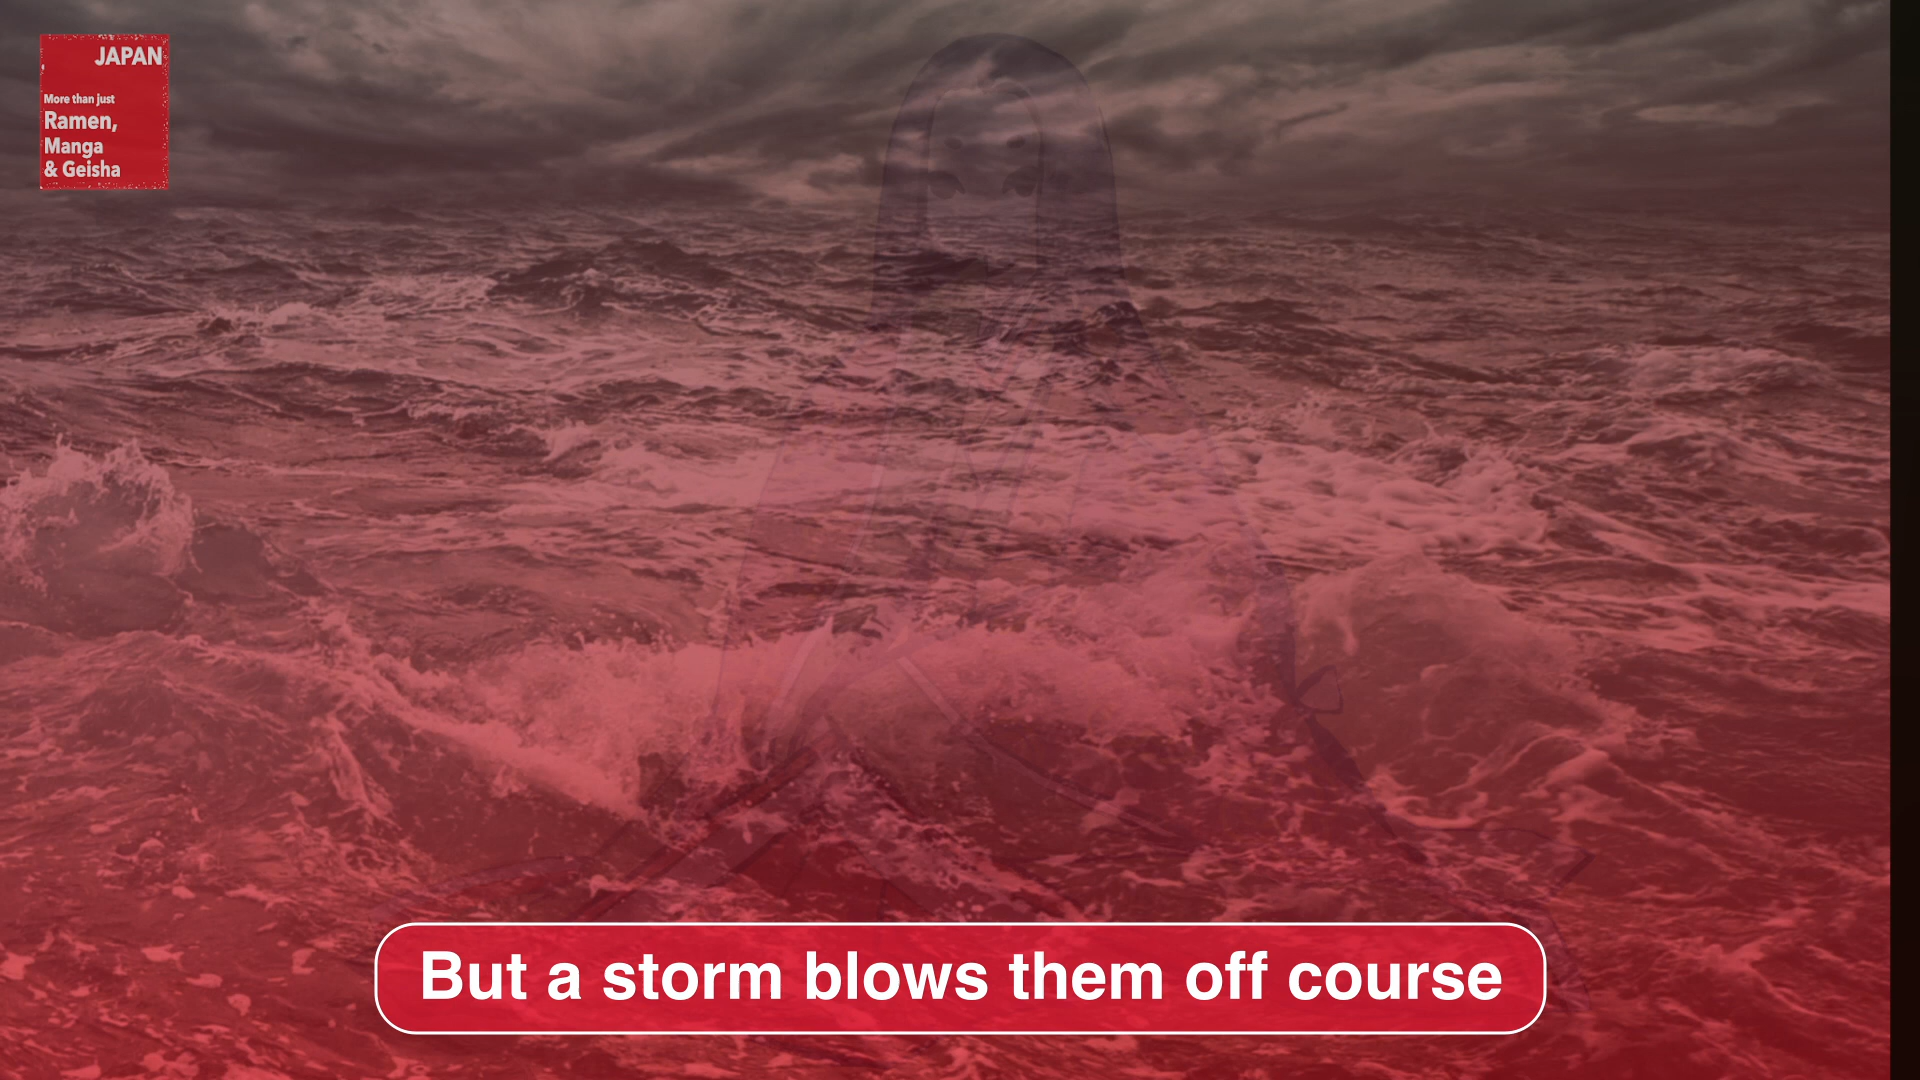 JAPAN
More than just
Ramen,
Manga
& Geisha
But a storm blows them off course